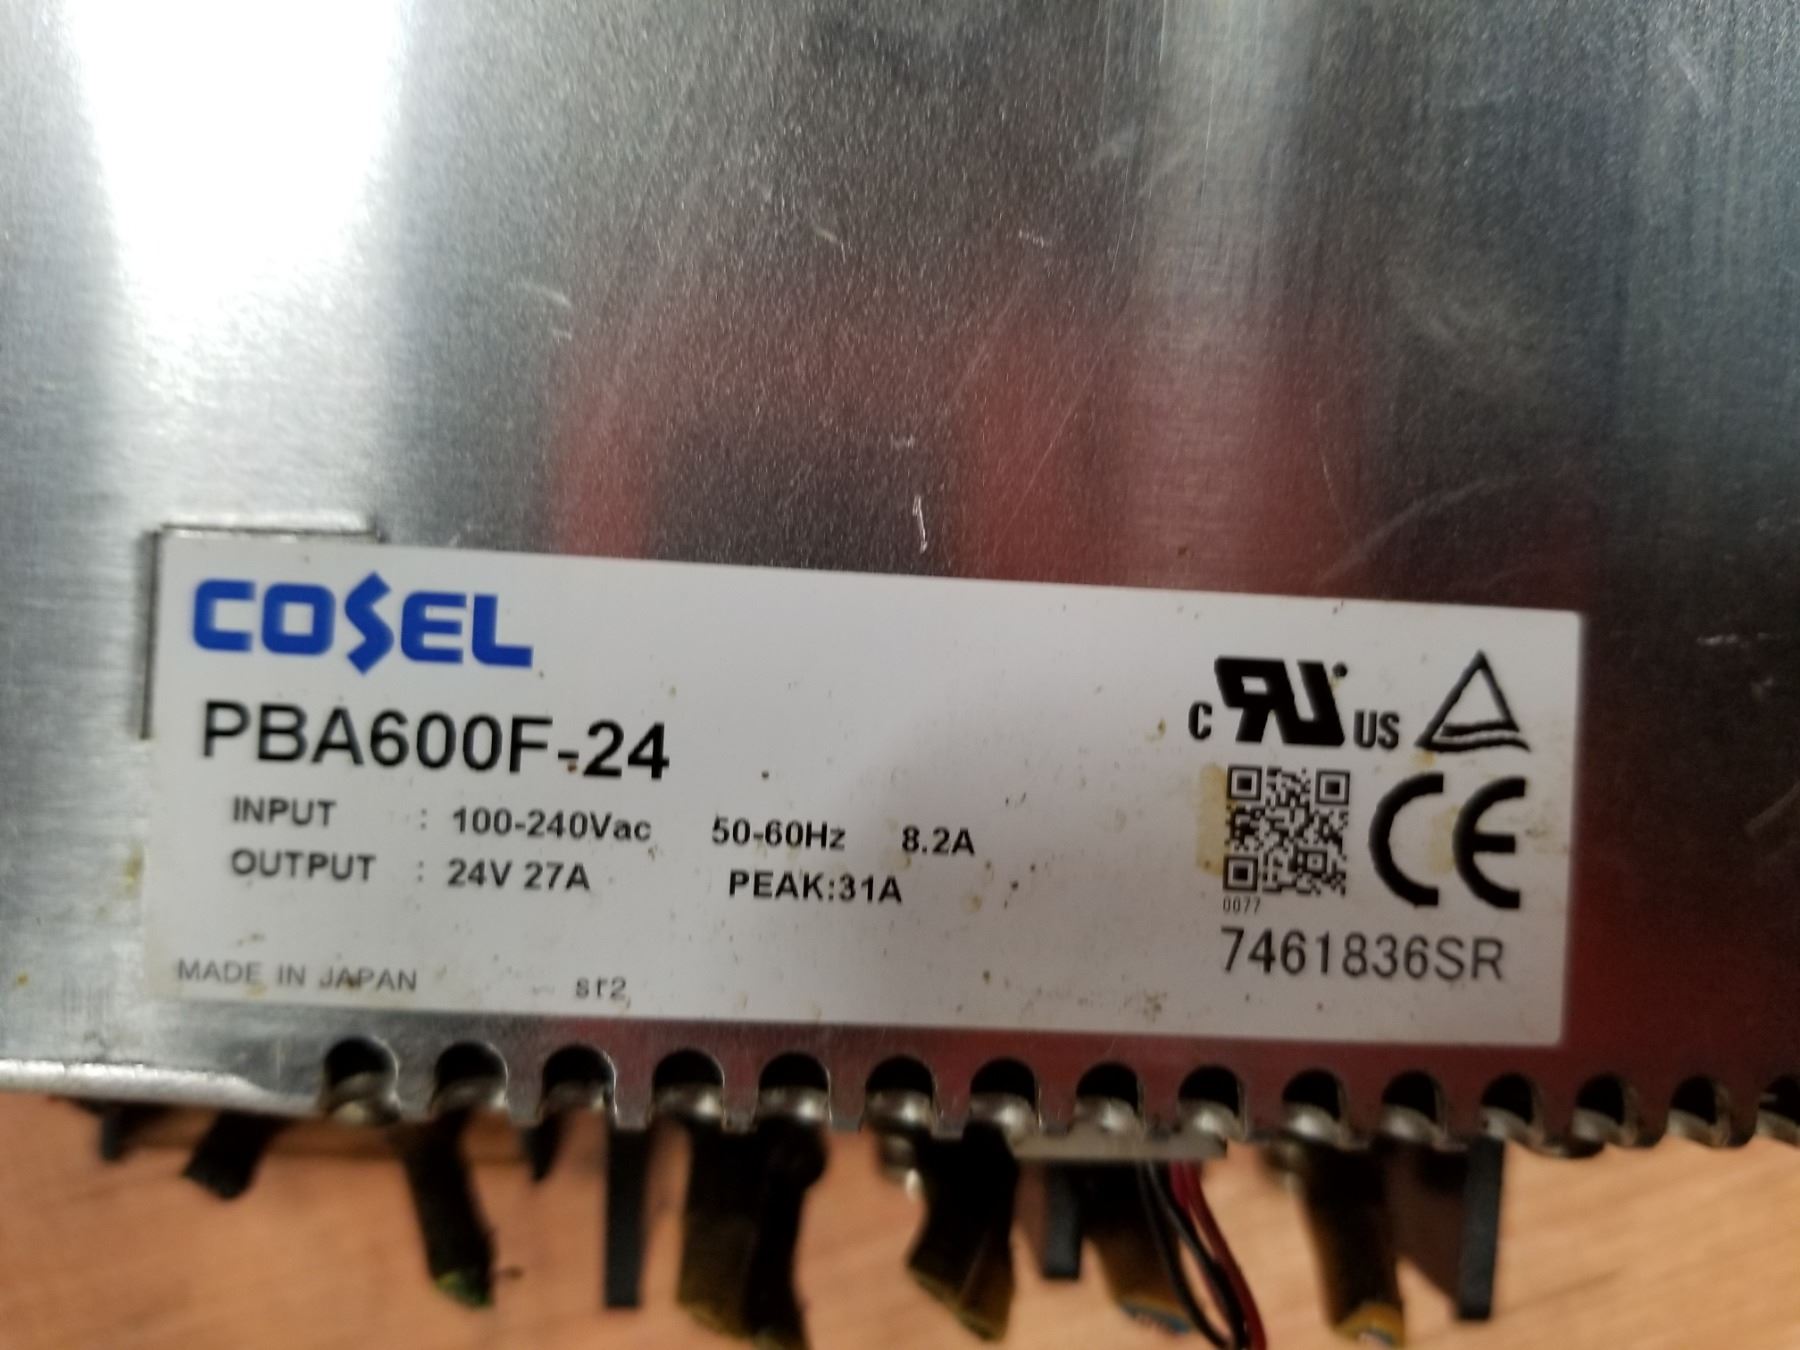 COSEL
PBA600F-24
INPUT : 100-240Vac 50-60Hz 8.2A
OUTPUT : 24V 27A PEAK:31A
MADE IN JAPAN sr2
C RU US
CE
0077
7461836SR